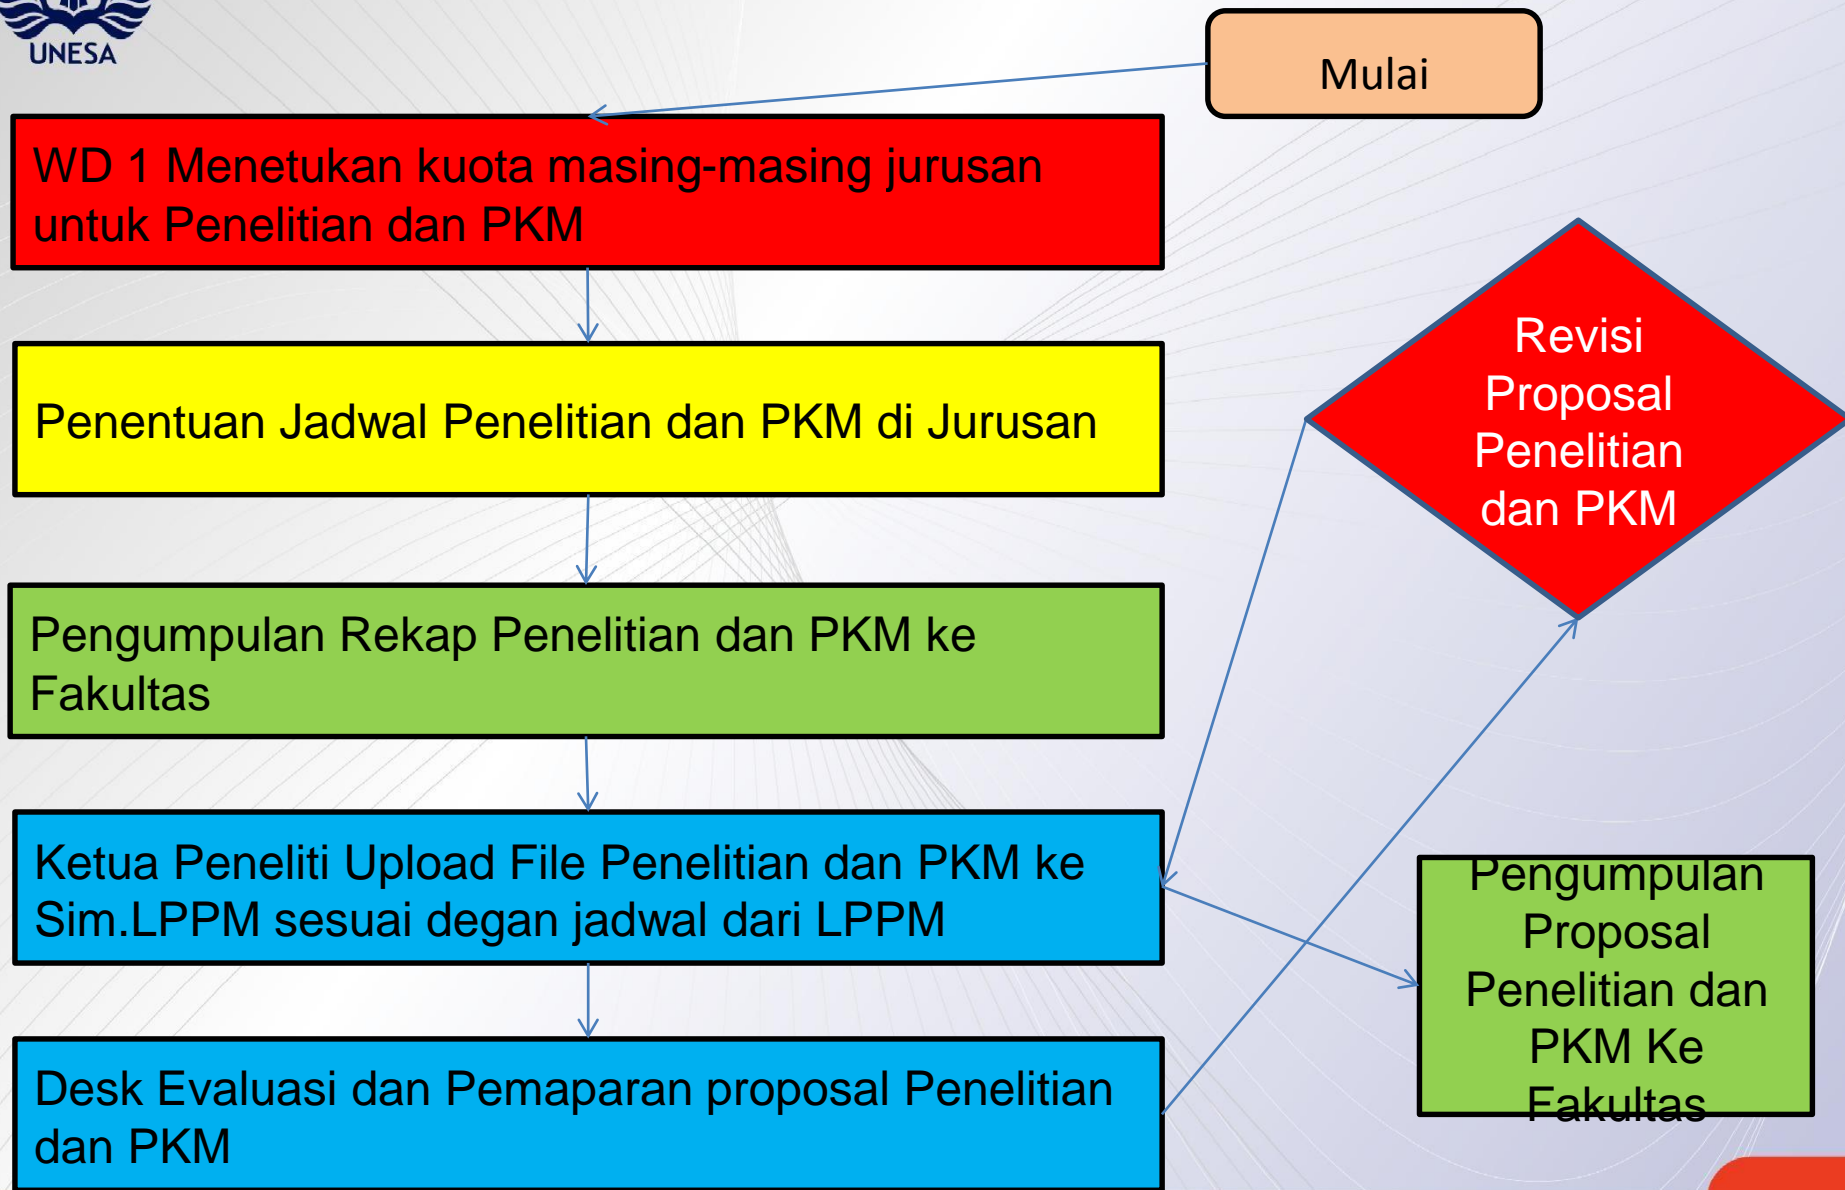 UNESA
Mulai
WD 1 Menetukan kuota masing-masing jurusan
untuk Penelitian dan PKM
Penentuan Jadwal Penelitian dan PKM di Jurusan
Pengumpulan Rekap Penelitian dan PKM ke
Fakultas
Ketua Peneliti Upload File Penelitian dan PKM ke
Sim.LPPM sesuai degan jadwal dari LPPM
Desk Evaluasi dan Pemaparan proposal Penelitian
dan PKM
Revisi
Proposal
Penelitian
dan PKM
Pengumpulan
Proposal
Penelitian dan
PKM Ke
Fakultas